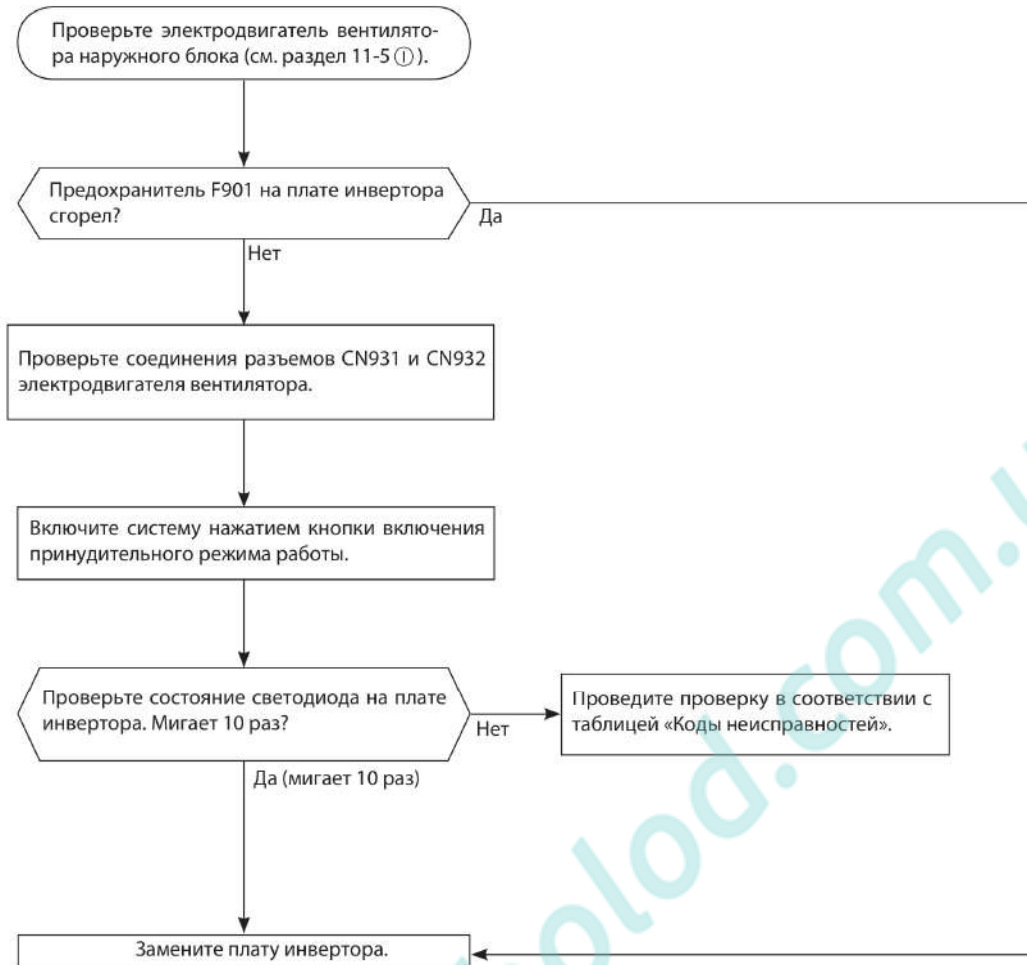 Проверьте электродвигатель вентилято-
ра наружного блока (см. раздел 11-5 Ⓘ).
Предохранитель F901 на плате инвертора
сгорел?
Да
Нет
Проверьте соединения разъемов CN931 и CN932
электродвигателя вентилятора.
Включите систему нажатием кнопки включения
принудительного режима работы.
Проверьте состояние светодиода на плате
инвертора. Мигает 10 раз?
Нет
Проведите проверку в соответствии с
таблицей «Коды неисправностей».
Да (мигает 10 раз)
Замените плату инвертора.
olod.com.u